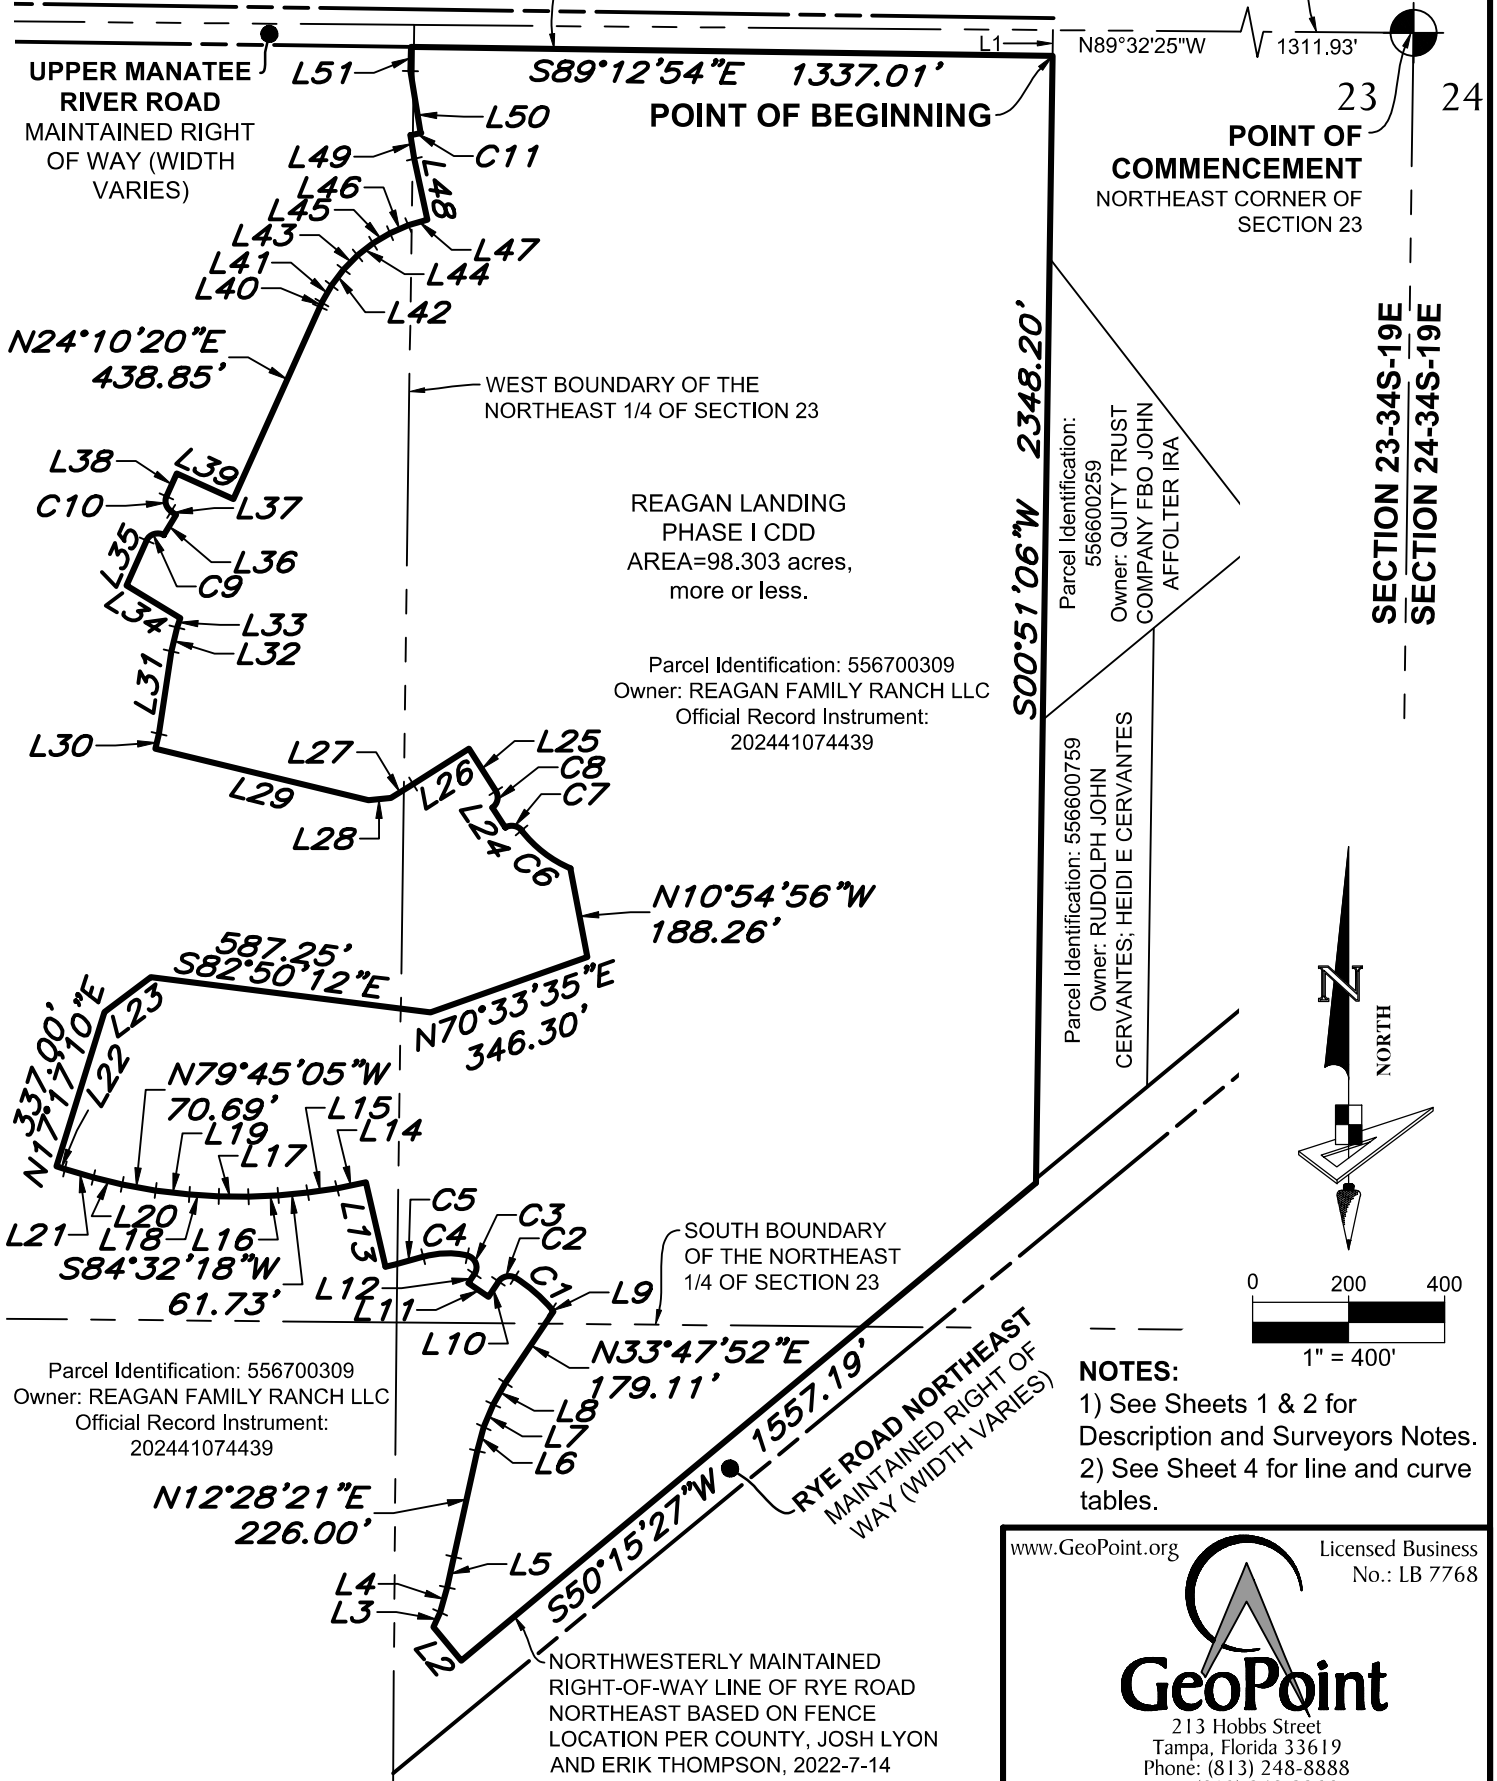 L1
N89°32'25"W
1311.93'
UPPER MANATEE
RIVER ROAD
MAINTAINED RIGHT
OF WAY (WIDTH
VARIES)
L51
S89°12'54"E 1337.01'
POINT OF BEGINNING
23 24
POINT OF
COMMENCEMENT
NORTHEAST CORNER OF
SECTION 23
L50
L49
C11
L48
L46
L45
L43
L47
L41
L44
L40
L42
N24°10'20"E
438.85'
WEST BOUNDARY OF THE
NORTHEAST 1/4 OF SECTION 23
S00°51'06"W 2348.20'
SECTION 23-34S-19E
SECTION 24-34S-19E
Parcel Identification:
556600259
Owner: QUITY TRUST
COMPANY FBO JOHN
AFFOLTER IRA
L38
L39
C10
L37
L35
L36
C9
L34
L33
L32
L31
L30
REAGAN LANDING
PHASE I CDD
AREA=98.303 acres,
more or less.
Parcel Identification: 556700309
Owner: REAGAN FAMILY RANCH LLC
Official Record Instrument:
202441074439
L27
L25
C8
L26
C7
L29
L28
L24
C6
Parcel Identification: 556600759
Owner: RUDOLPH JOHN
CERVANTES; HEIDI E CERVANTES
N10°54'56"W
188.26'
587.25'
S82°50'12"E
N70°33'35"E
346.30'
337.00'
N17°17'10"E
L23
L22
N79°45'05"W
70.69'
L15
L19
L14
L17
L21
L20
L18
L16
S84°32'18"W
61.73'
L13
C5
C4
C3
C2
C1
L12
L11
L10
L9
SOUTH BOUNDARY
OF THE NORTHEAST
1/4 OF SECTION 23
N
NORTH
0 200 400
1" = 400'
N33°47'52"E
179.11'
Parcel Identification: 556700309
Owner: REAGAN FAMILY RANCH LLC
Official Record Instrument:
202441074439
L8
L7
L6
N12°28'21"E
226.00'
L5
L4
L3
L2
S50°15'27"W 1557.19'
RYE ROAD NORTHEAST
MAINTAINED RIGHT OF
WAY (WIDTH VARIES)
NOTES:
1) See Sheets 1 & 2 for
Description and Surveyors Notes.
2) See Sheet 4 for line and curve
tables.
NORTHWESTERLY MAINTAINED
RIGHT-OF-WAY LINE OF RYE ROAD
NORTHEAST BASED ON FENCE
LOCATION PER COUNTY, JOSH LYON
AND ERIK THOMPSON, 2022-7-14
www.GeoPoint.org
Licensed Business
No.: LB 7768
GeoPoint
213 Hobbs Street
Tampa, Florida 33619
Phone: (813) 248-8888